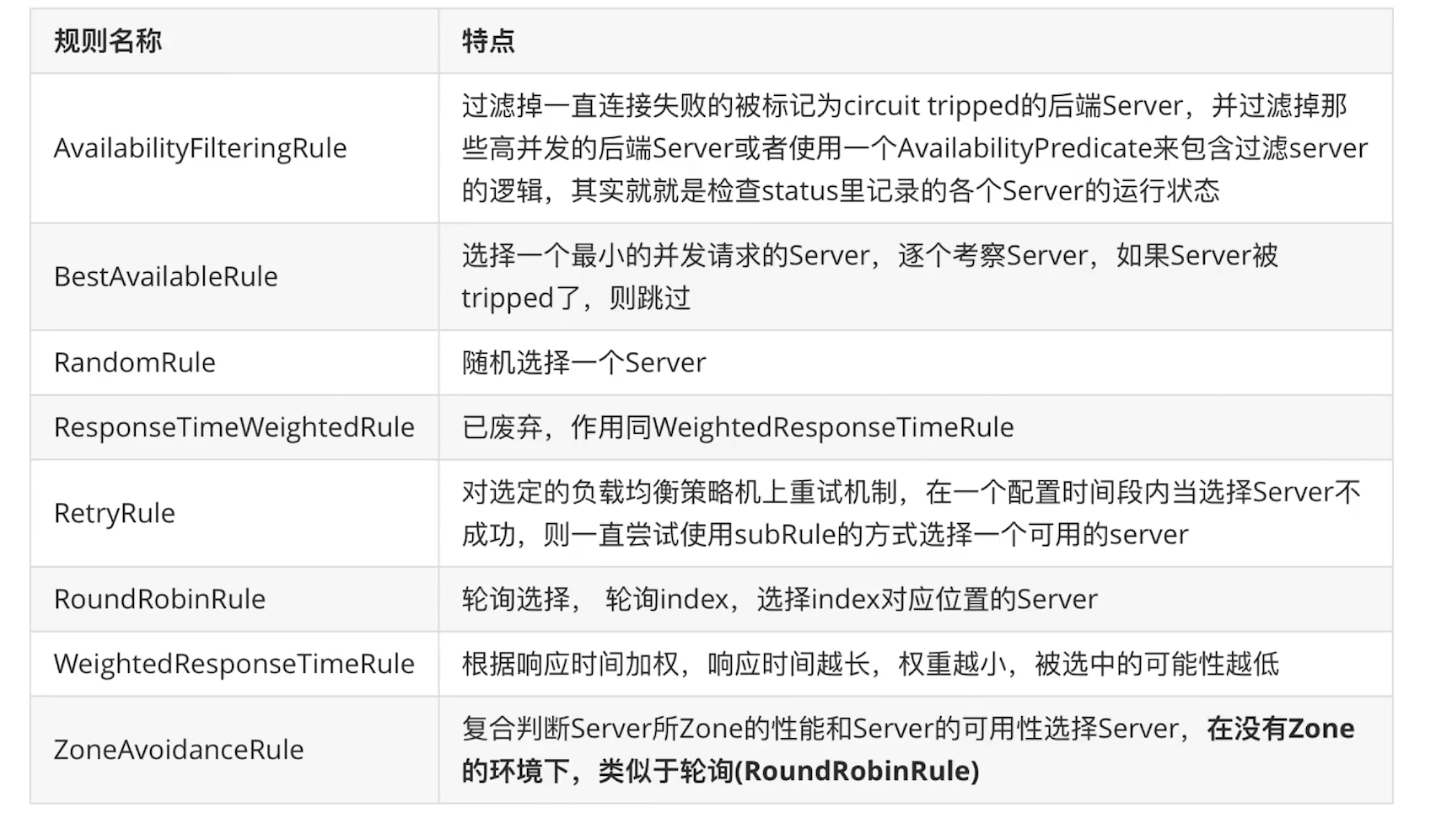 规则名称
特点
AvailabilityFilteringRule
过滤掉一直连接失败的被标记为circuit tripped的后端Server，并过滤掉那
些高并发的后端Server或者使用一个AvailabilityPredicate来包含过滤server
的逻辑，其实就就是检查status里记录的各个Server的运行状态
BestAvailableRule
选择一个最小的并发请求的Server，逐个考察Server，如果Server被
tripped了，则跳过
RandomRule
随机选择一个Server
ResponseTimeWeightedRule
已废弃，作用同WeightedResponseTimeRule
RetryRule
对选定的负载均衡策略机上重试机制，在一个配置时间段内当选择Server不
成功，则一直尝试使用subRule的方式选择一个可用的server
RoundRobinRule
轮询选择， 轮询index，选择index对应位置的Server
WeightedResponseTimeRule
根据响应时间加权，响应时间越长，权重越小，被选中的可能性越低
ZoneAvoidanceRule
复合判断Server所Zone的性能和Server的可用性选择Server，在没有Zone
的环境下，类似于轮询(RoundRobinRule)